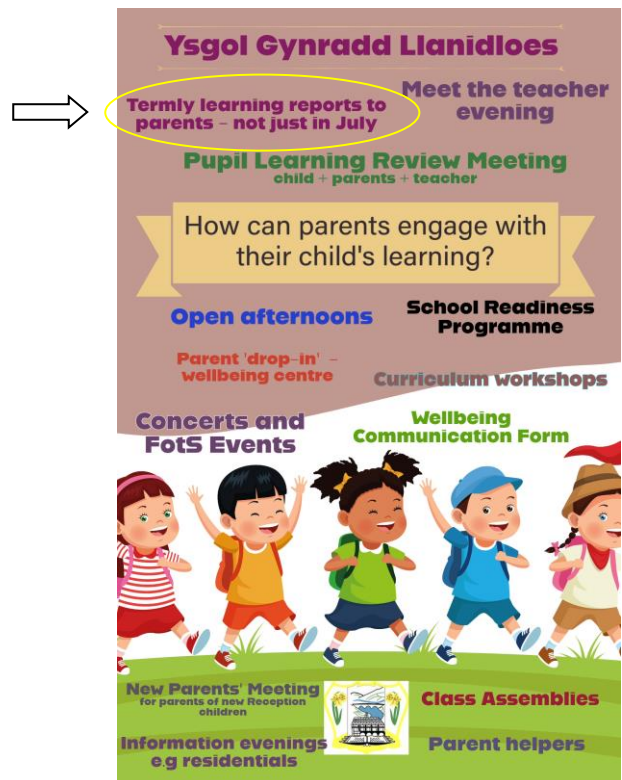 Ysgol Gynradd Llanidloes
Termly learning reports to
parents - not just in July
Meet the teacher
evening
Pupil Learning Review Meeting
child + parents + teacher
How can parents engage with
their child's learning?
Open afternoons
School Readiness
Programme
Parent 'drop-in' -
wellbeing centre
Curriculum workshops
Concerts and
FotS Events
Wellbeing
Communication Form
New Parents' Meeting
for parents of new Reception
children
Class Assemblies
Information evenings
e.g residentials
Parent helpers